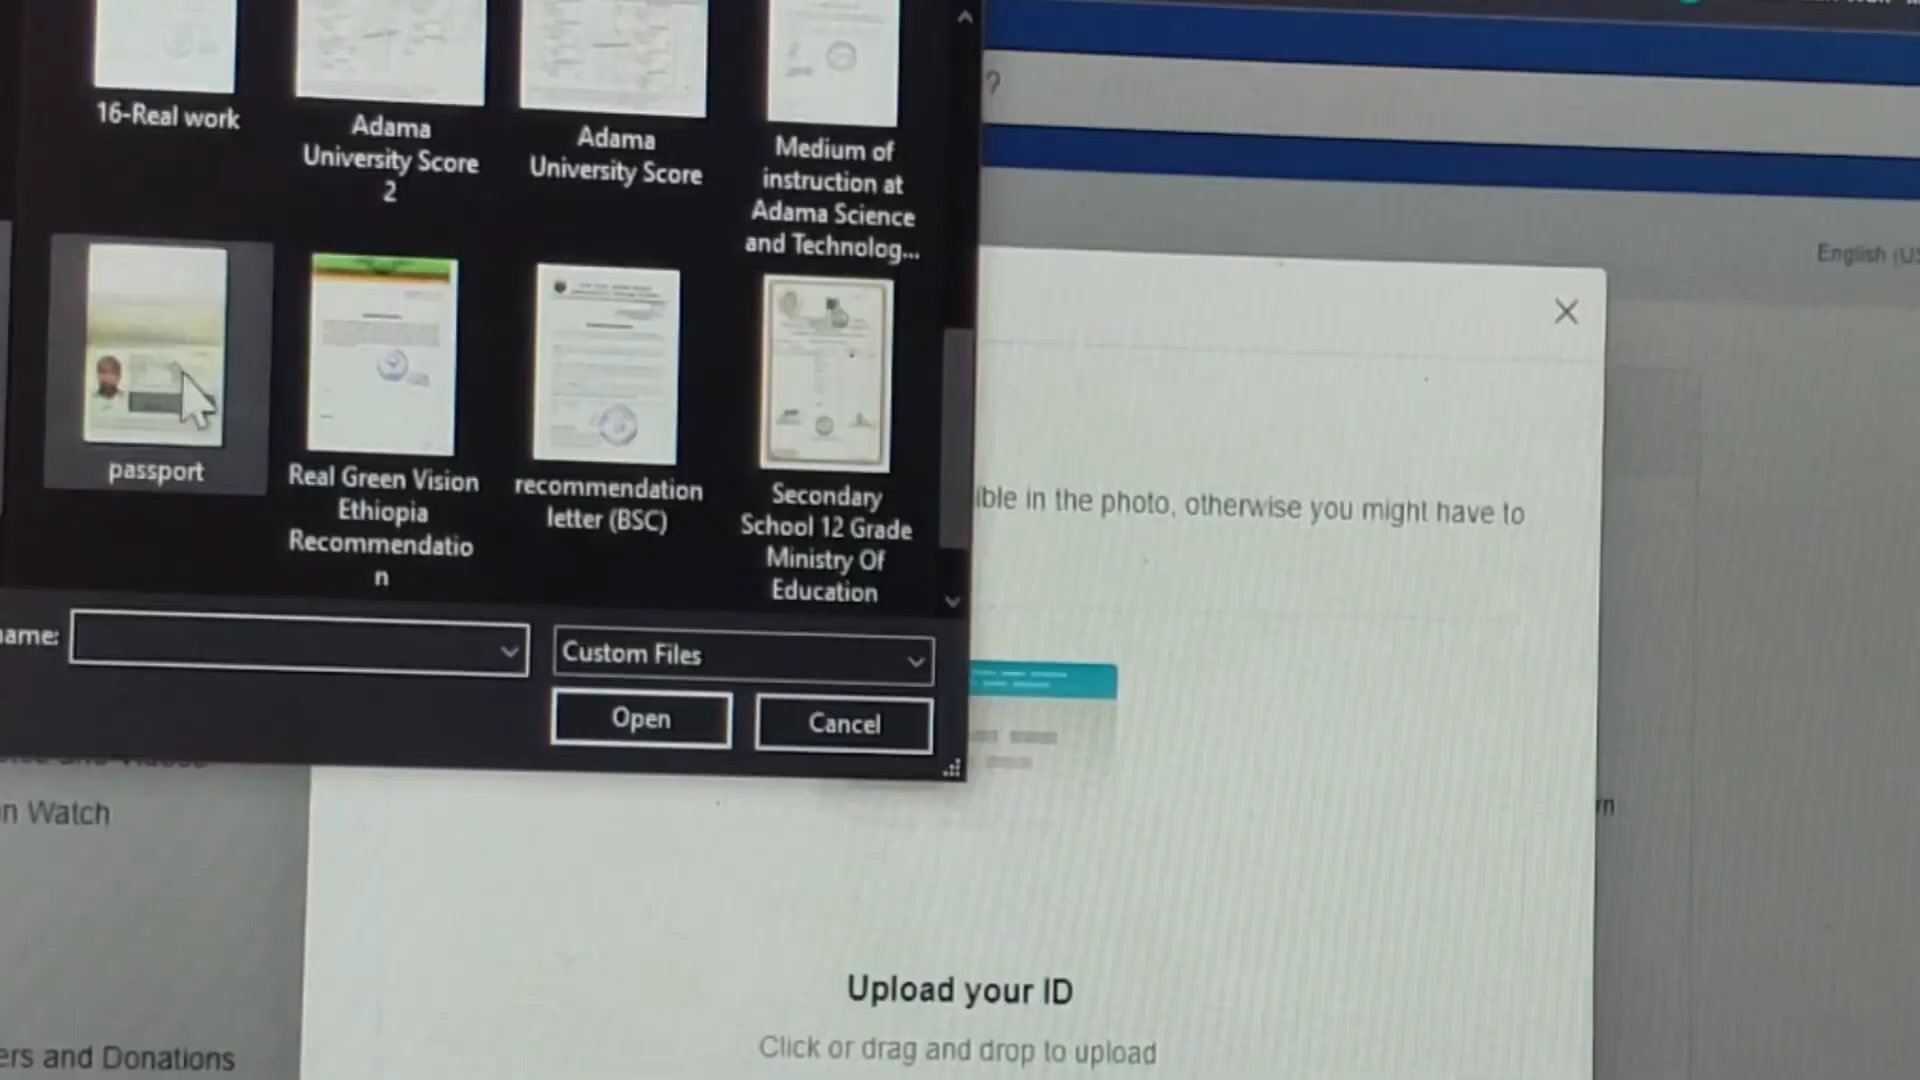 16-Real work
Adama
University Score
2
Adama
University Score
Medium of
instruction at
Adama Science
and Technolog...
?
English (US
passport
Real Green Vision
Ethiopia
Recommendatio
n
recommendation
letter (BSC)
Secondary
School 12 Grade
Ministry Of
Education
ible in the photo, otherwise you might have to
name:
Custom Files
Open
Cancel
n Watch
rn
Upload your ID
Click or drag and drop to upload
ers and Donations